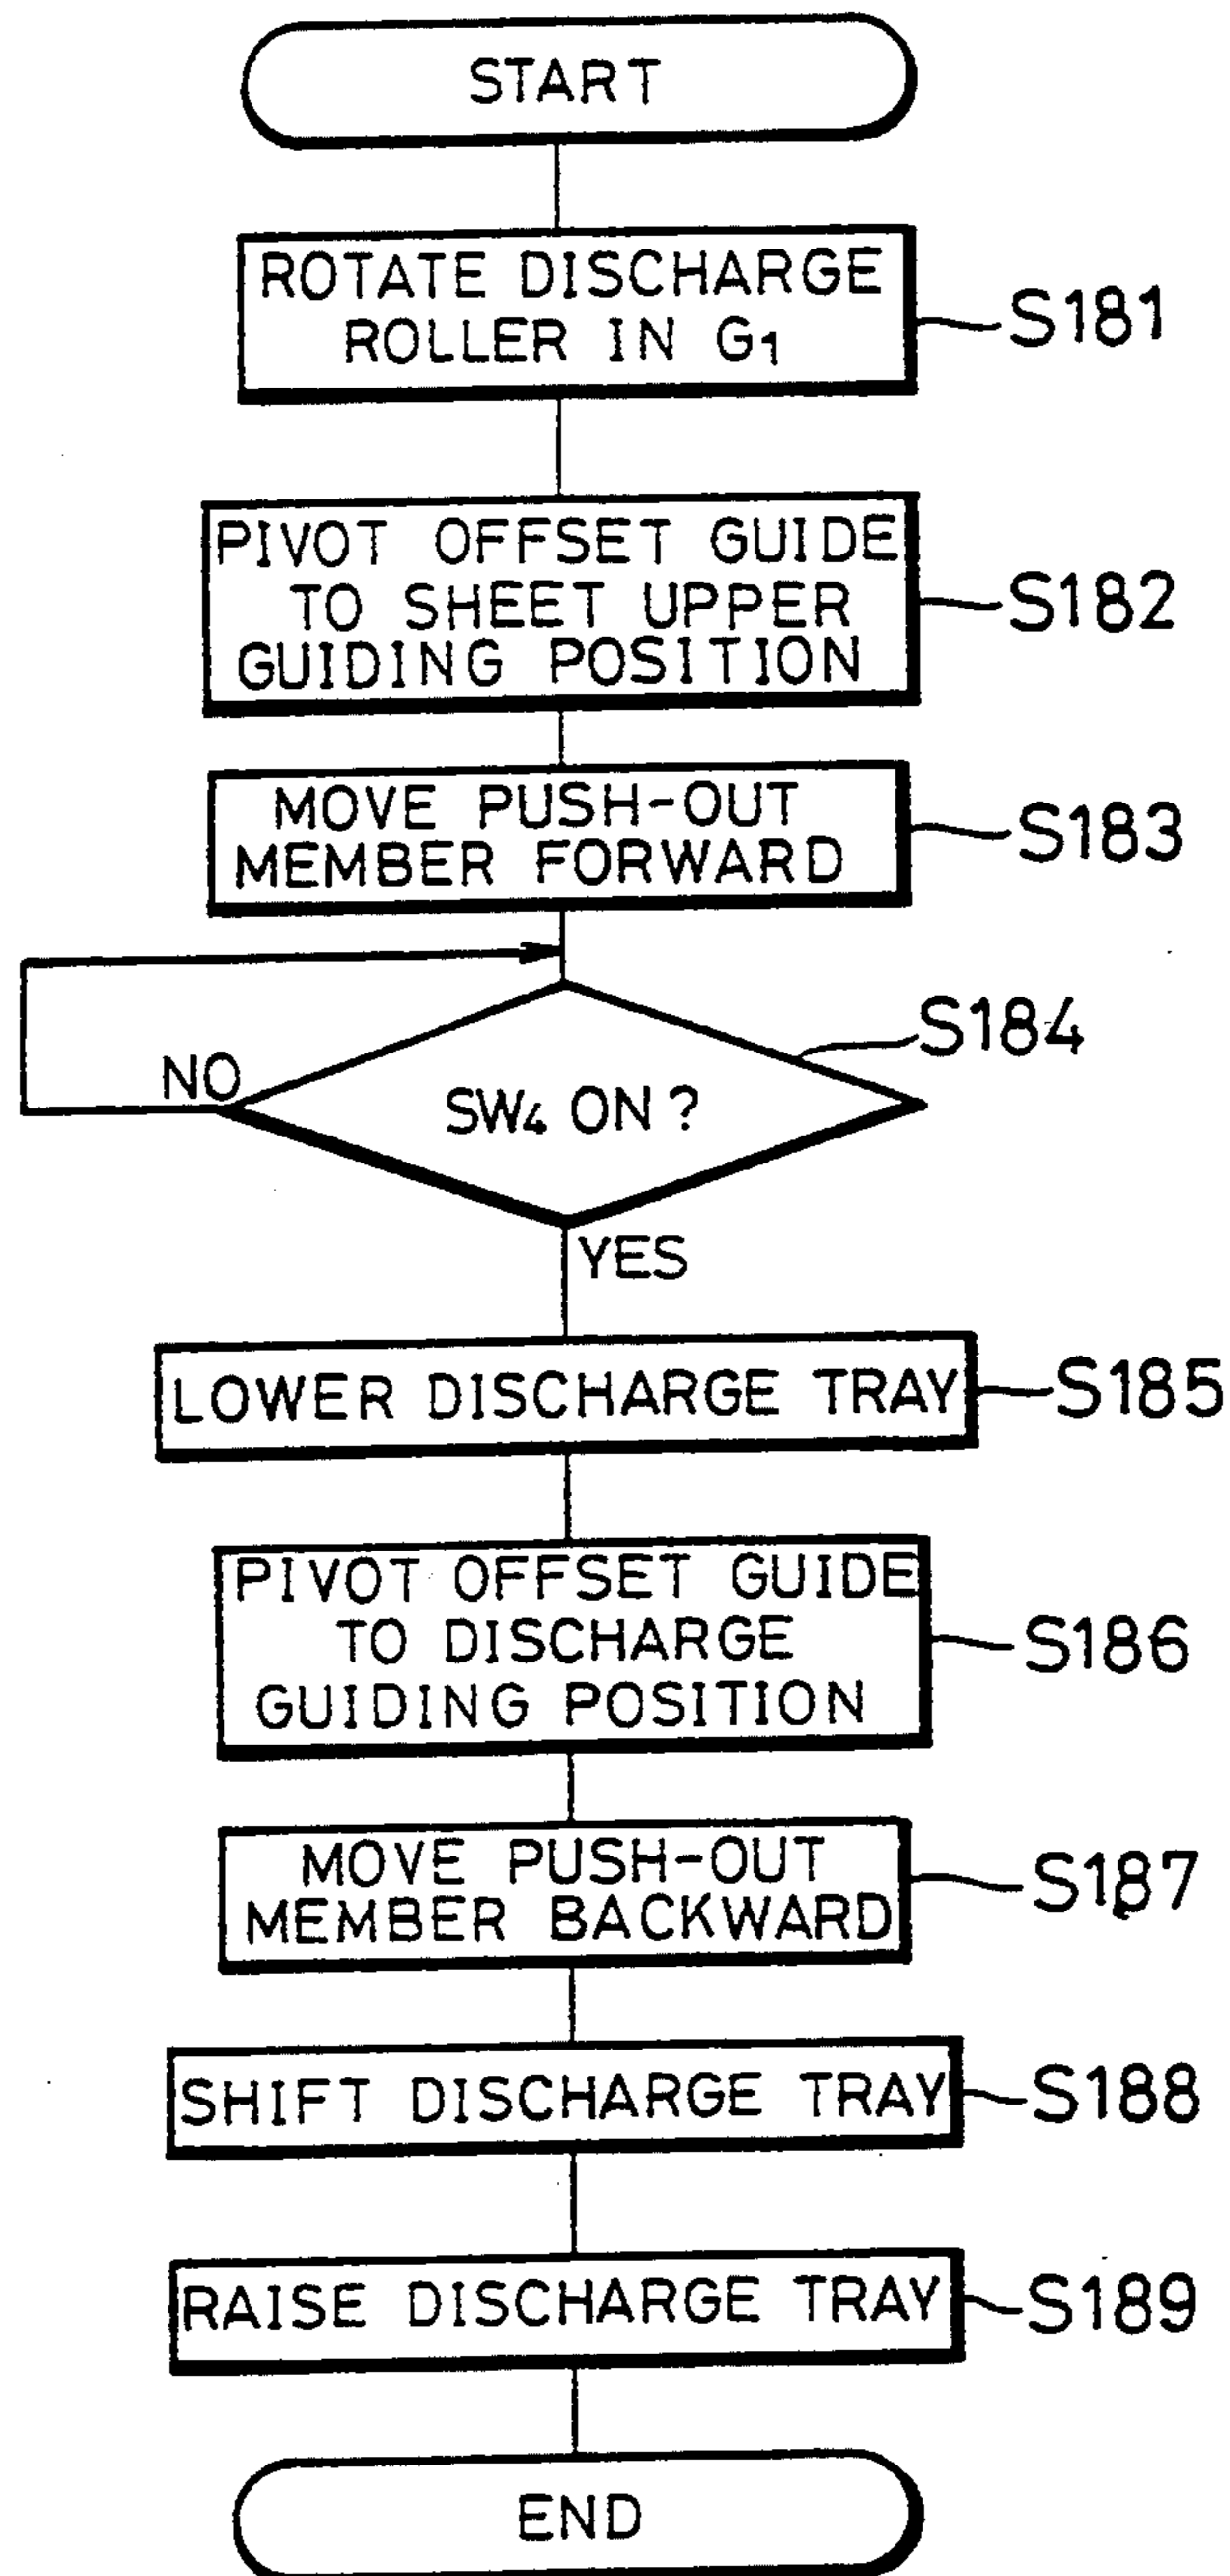 START
ROTATE DISCHARGE
ROLLER IN G1
S181
PIVOT OFFSET GUIDE
TO SHEET UPPER
GUIDING POSITION
S182
MOVE PUSH-OUT
MEMBER FORWARD
S183
S184
NO
SW4 ON ?
YES
LOWER DISCHARGE TRAY
S185
PIVOT OFFSET GUIDE
TO DISCHARGE
GUIDING POSITION
S186
MOVE PUSH-OUT
MEMBER BACKWARD
S187
SHIFT DISCHARGE TRAY
S188
RAISE DISCHARGE TRAY
S189
END